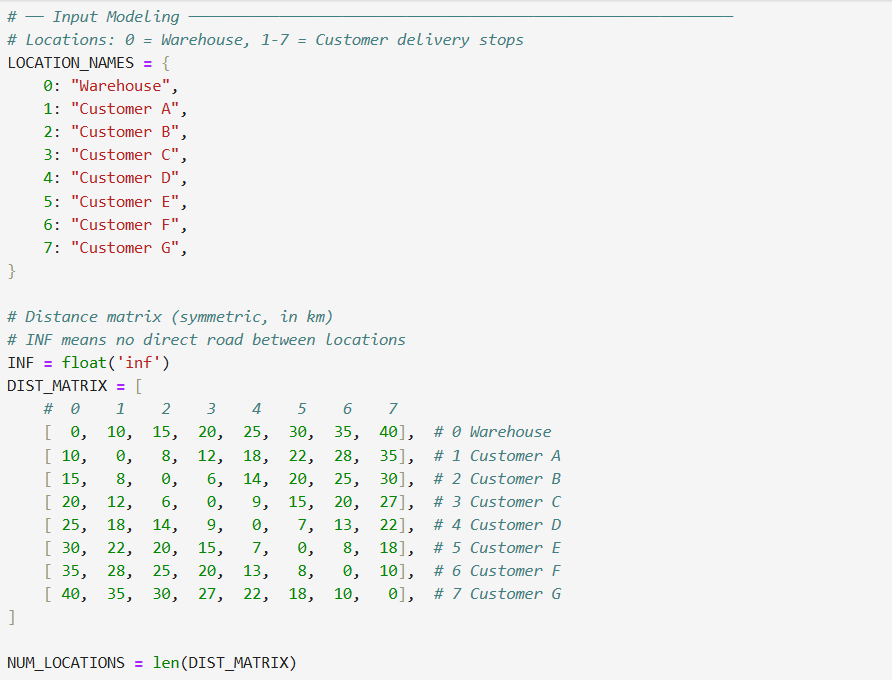 # ── Input Modeling ────────────────────────────────────────────────────────────
# Locations: 0 = Warehouse, 1-7 = Customer delivery stops
LOCATION_NAMES = {
    0: "Warehouse",
    1: "Customer A",
    2: "Customer B",
    3: "Customer C",
    4: "Customer D",
    5: "Customer E",
    6: "Customer F",
    7: "Customer G",
}

# Distance matrix (symmetric, in km)
# INF means no direct road between locations
INF = float('inf')
DIST_MATRIX = [
    #  0    1    2    3    4    5    6    7
    [  0,  10,  15,  20,  25,  30,  35,  40],  # 0 Warehouse
    [ 10,   0,   8,  12,  18,  22,  28,  35],  # 1 Customer A
    [ 15,   8,   0,   6,  14,  20,  25,  30],  # 2 Customer B
    [ 20,  12,   6,   0,   9,  15,  20,  27],  # 3 Customer C
    [ 25,  18,  14,   9,   0,   7,  13,  22],  # 4 Customer D
    [ 30,  22,  20,  15,   7,   0,   8,  18],  # 5 Customer E
    [ 35,  28,  25,  20,  13,   8,   0,  10],  # 6 Customer F
    [ 40,  35,  30,  27,  22,  18,  10,   0],  # 7 Customer G
]

NUM_LOCATIONS = len(DIST_MATRIX)